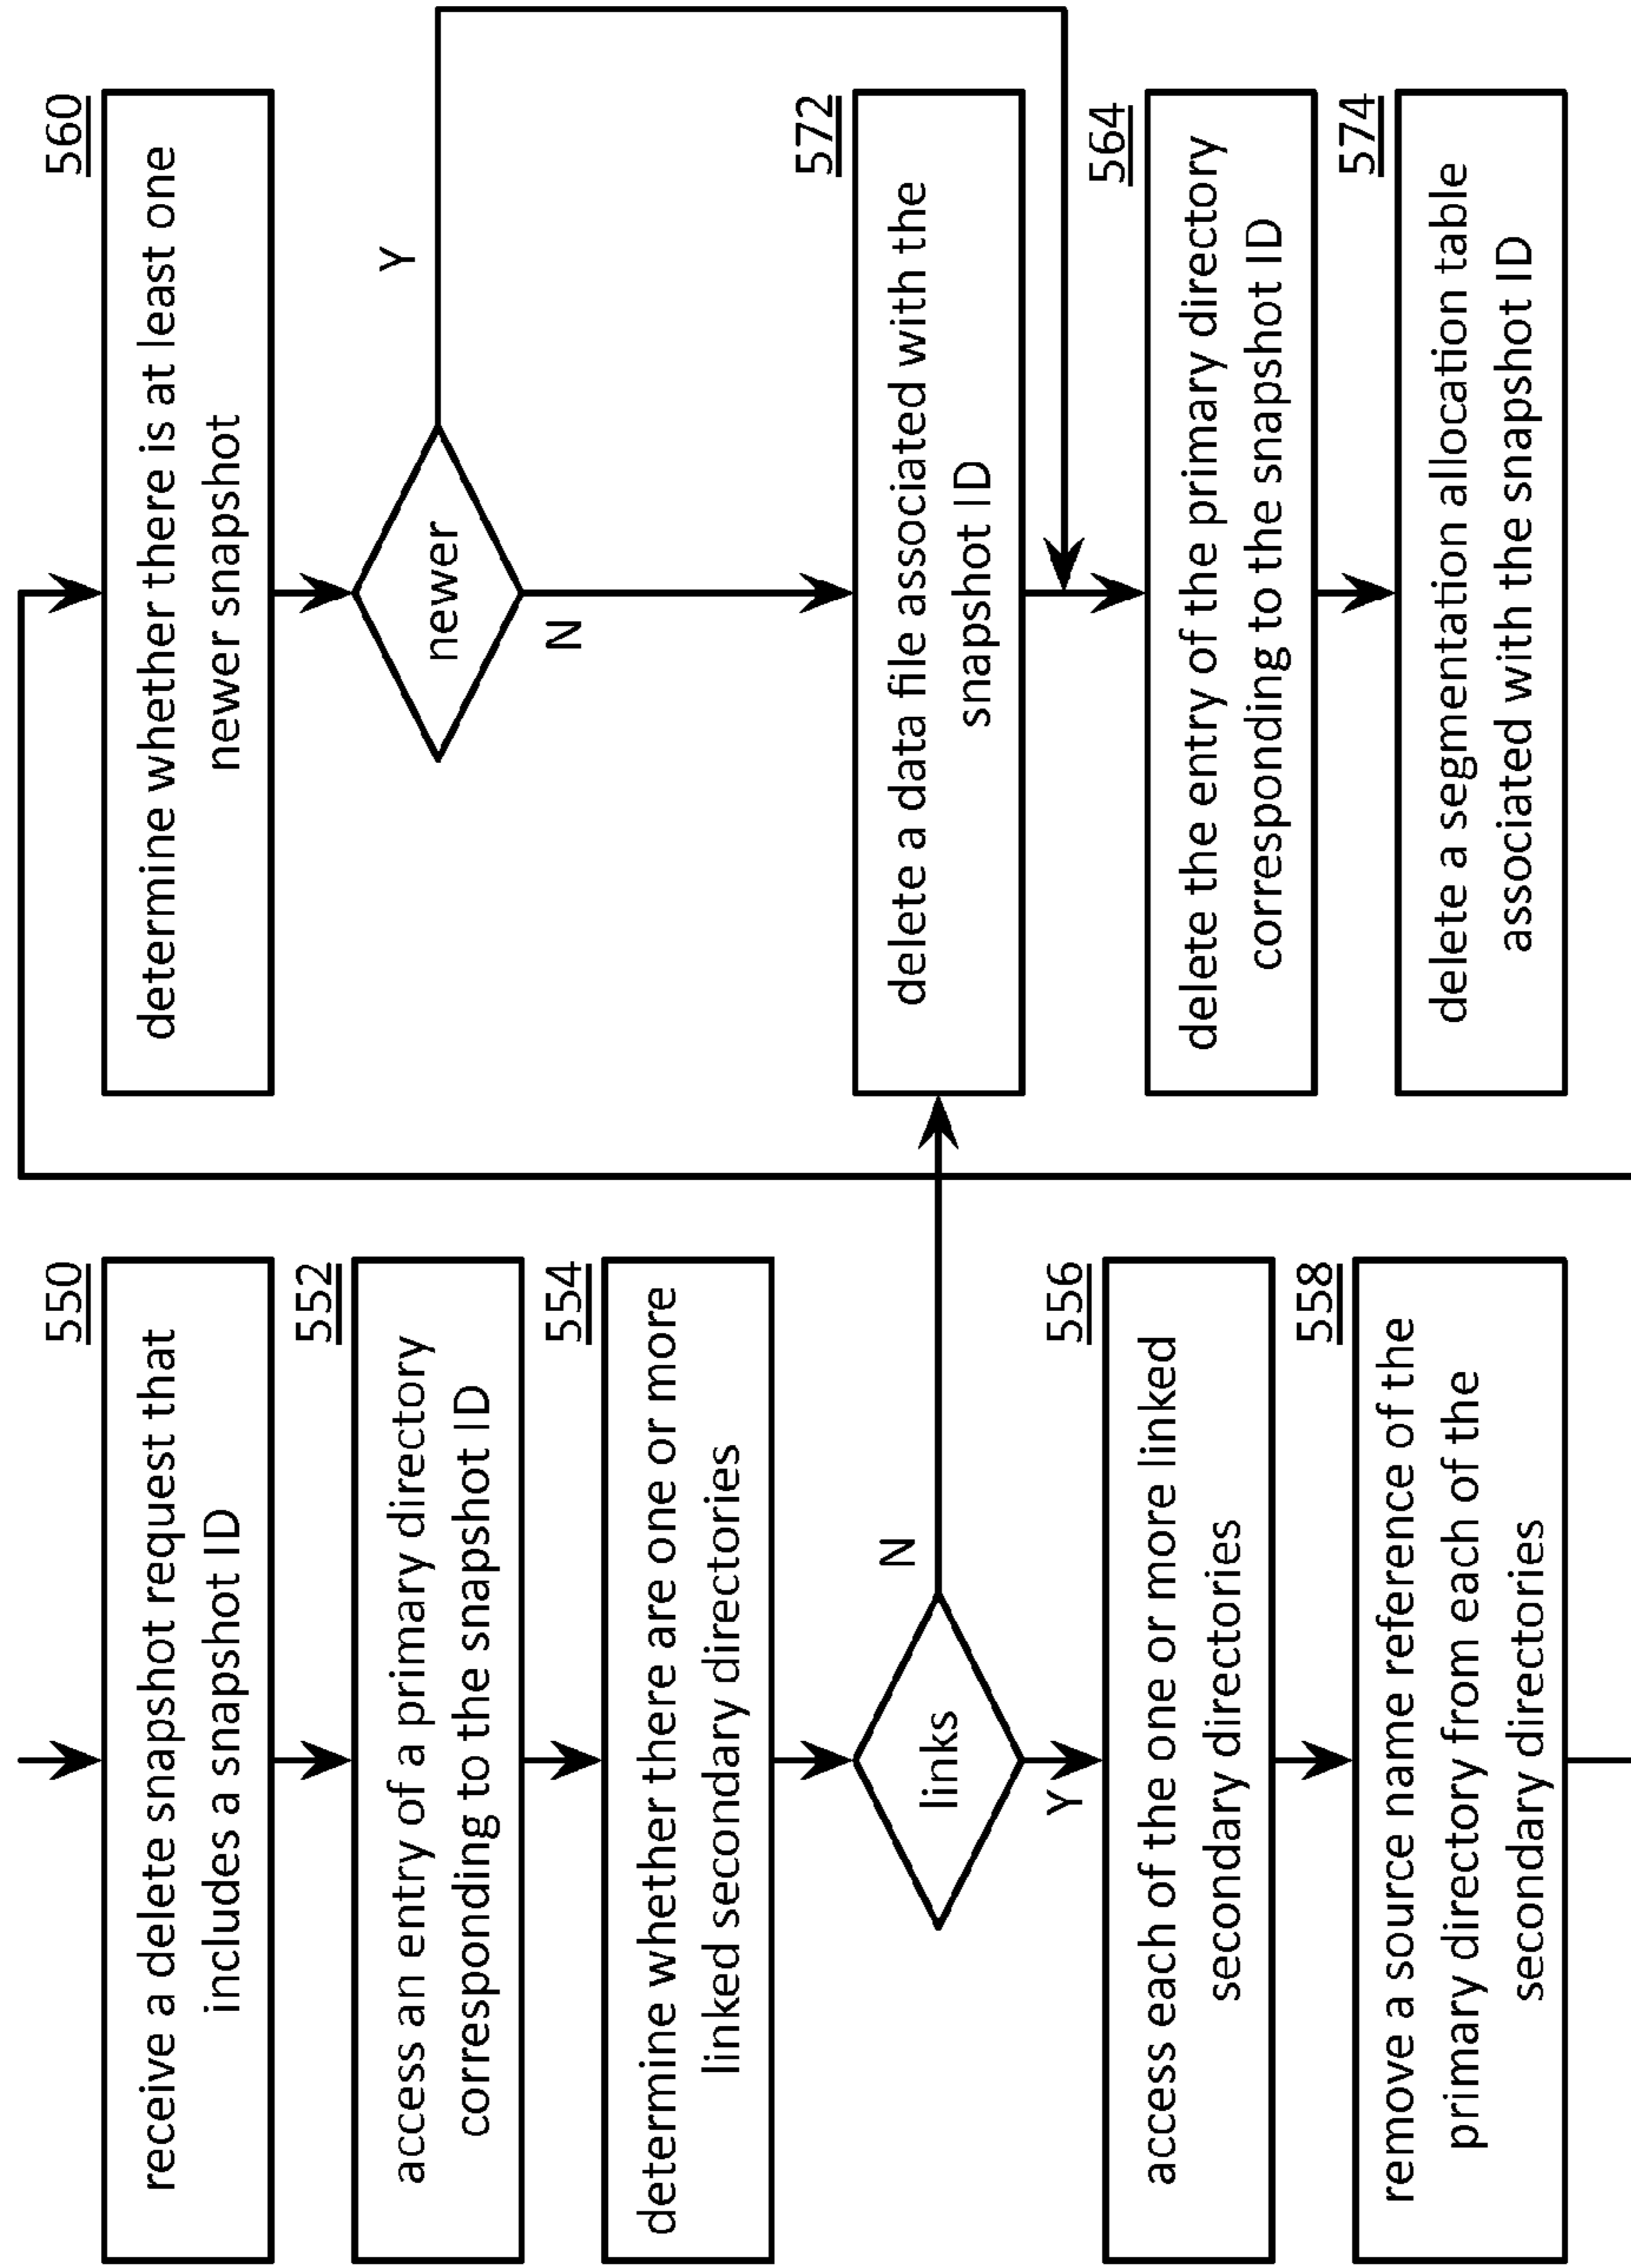 550
receive a delete snapshot request that
includes a snapshot ID
552
access an entry of a primary directory
corresponding to the snapshot ID
554
determine whether there are one or more
linked secondary directories
links
N
Y
556
access each of the one or more linked
secondary directories
558
remove a source name reference of the
primary directory from each of the
secondary directories
560
determine whether there is at least one
newer snapshot
newer
Y
N
572
delete a data file associated with the
snapshot ID
564
delete the entry of the primary directory
corresponding to the snapshot ID
574
delete a segmentation allocation table
associated with the snapshot ID